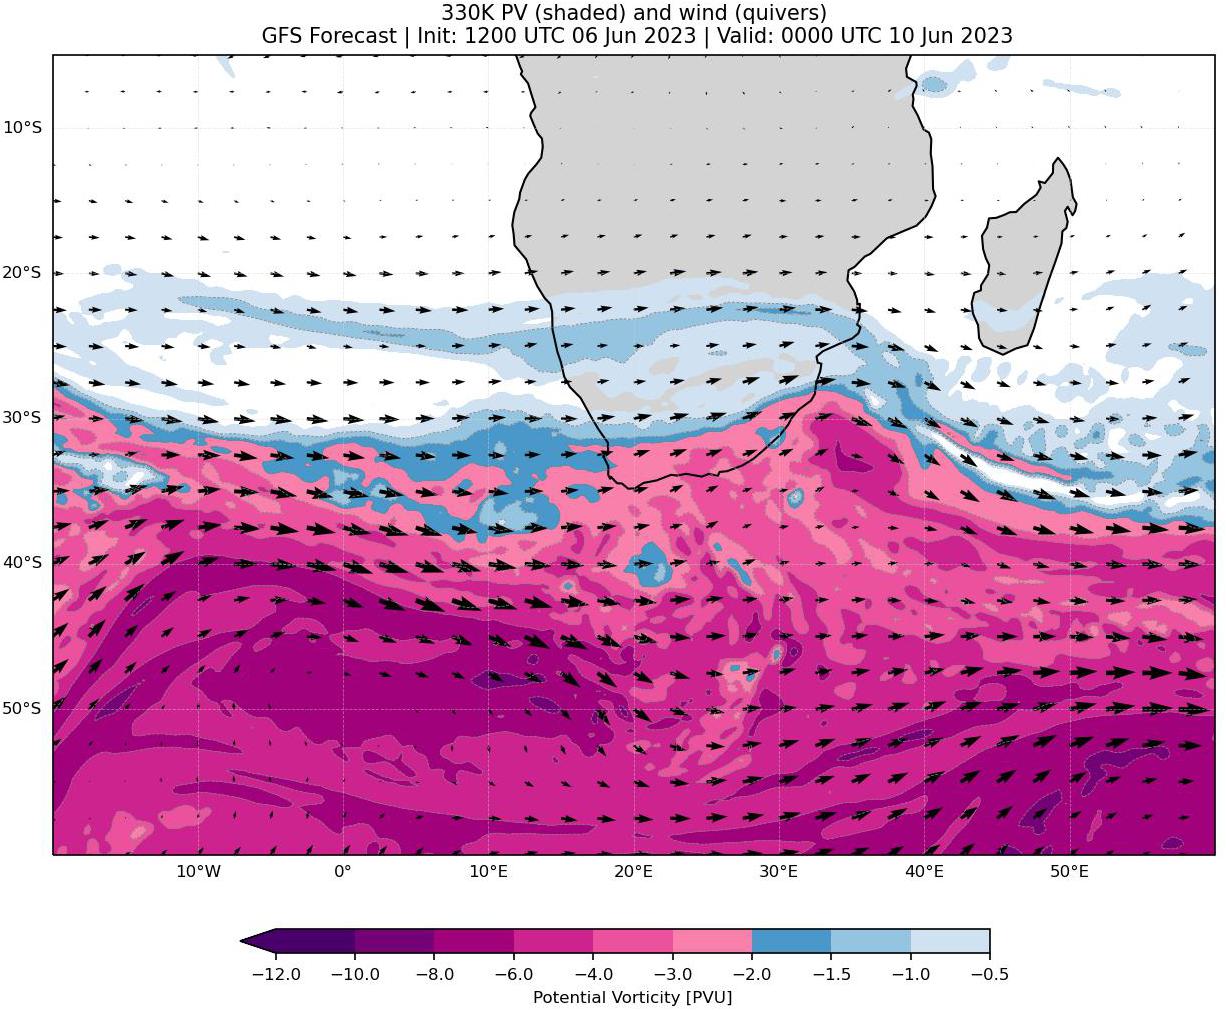 330K PV (shaded) and wind (quivers)
GFS Forecast | Init: 1200 UTC 06 Jun 2023 | Valid: 0000 UTC 10 Jun 2023
10°S
20°S
30°S
40°S
50°S
10°W 0° 10°E 20°E 30°E 40°E 50°E
−12.0 −10.0 −8.0 −6.0 −4.0 −3.0 −2.0 −1.5 −1.0 −0.5
Potential Vorticity [PVU]